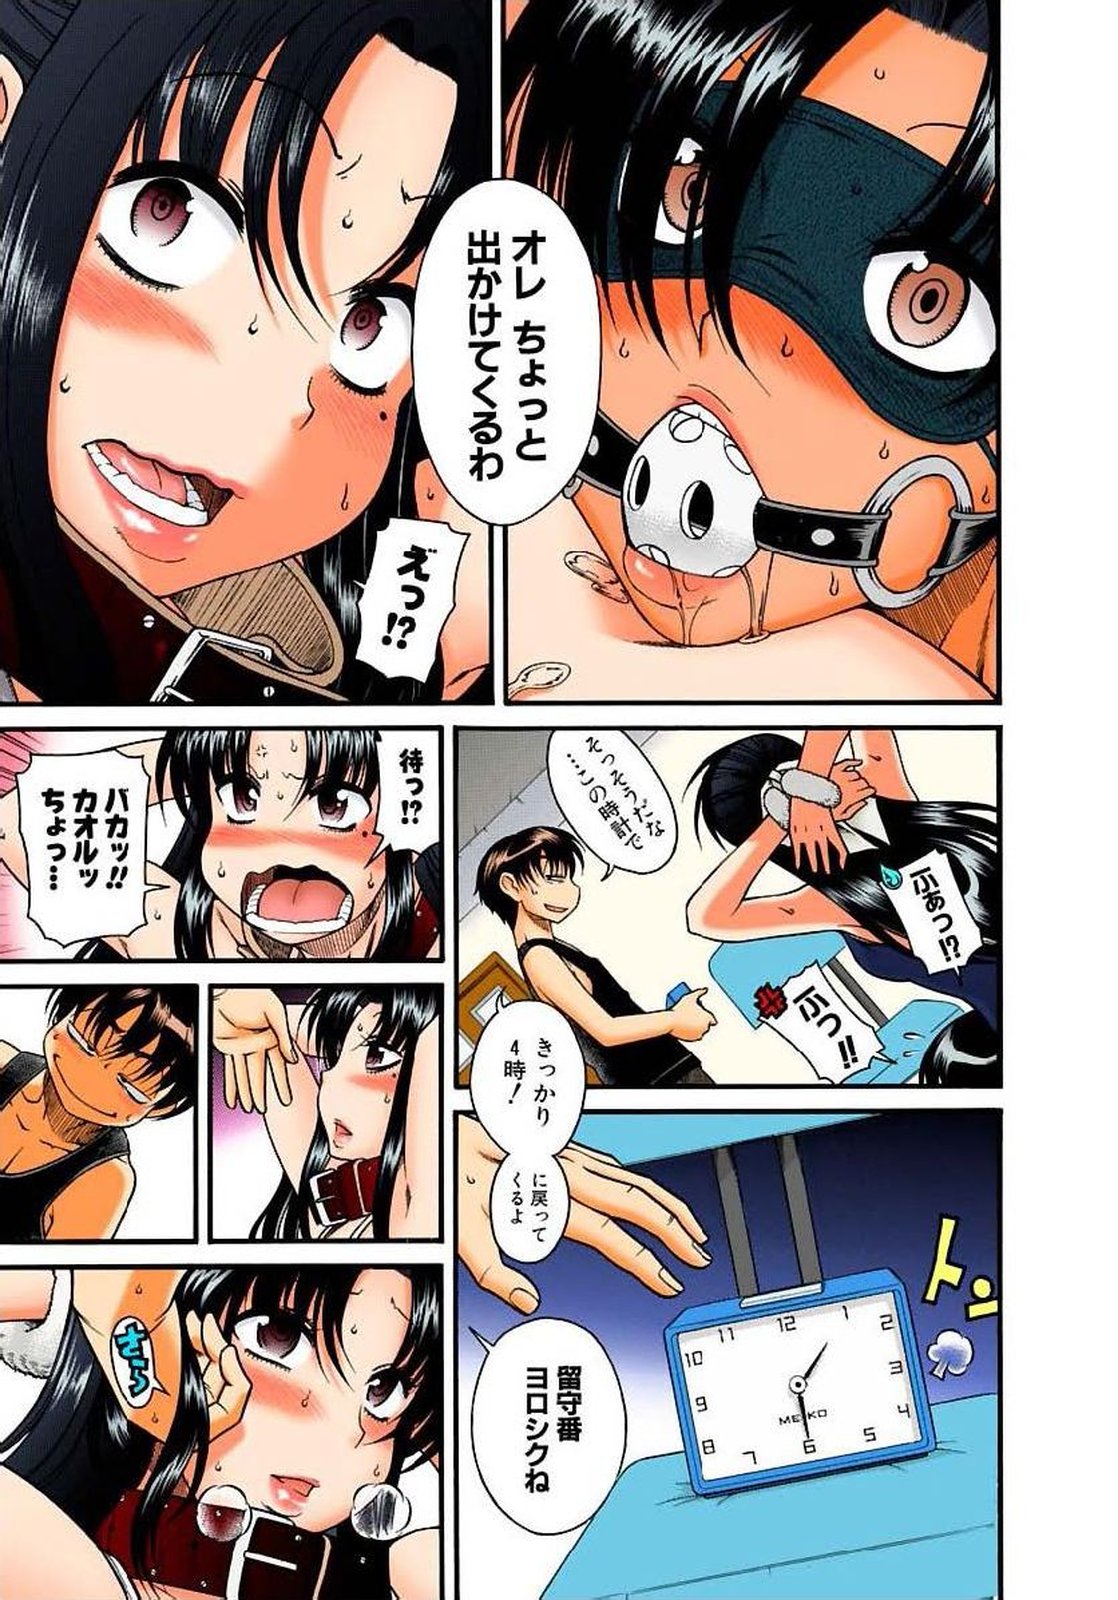 オレ ちょっと
出かけてくるわ
えっ!?
そっそうだな
…この時計で
ふぁっ!?
ふっ!!
待っ!?
バカッ!!
カオルッ
ちょっ…
きっかり
4時!
に戻って
くるよ
トン
12
1
2
3
4
5
6
7
8
9
10
11
留守番
ヨロシクね
さら